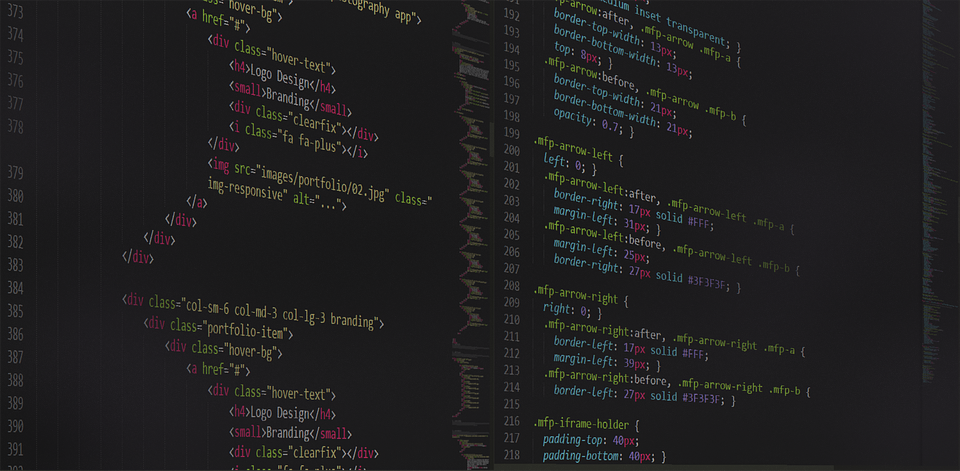 373
374
375
376
377
378
379
380
381
382
383
384
385
386
387
388
389
390
391
"hover-bg">
<a href="#">
<div class="hover-text">
<h4>Logo Design</h4>
<small>Branding</small>
<div class="clearfix"></div>
<i class="fa fa-plus"></i>
</div>
<img src="images/portfolio/02.jpg" class="
img-responsive" alt="...">
</a>
</div>
</div>
</div>
<div class="col-sm-6 col-md-3 col-lg-3 branding">
<div class="portfolio-item">
<div class="hover-bg">
<a href="#">
<div class="hover-text">
<h4>Logo Design</h4>
<small>Branding</small>
<div class="clearfix"></div>
photography app">
192
193
194
195
196
197
198
199
200
201
202
203
204
205
206
207
208
209
210
211
212
213
214
215
216
217
218
medium inset transparent; }
.mfp-arrow:after, .mfp-arrow .mfp-a {
border-top-width: 13px;
border-bottom-width: 13px;
top: 8px; }
.mfp-arrow:before, .mfp-arrow .mfp-b {
border-top-width: 21px;
border-bottom-width: 21px;
opacity: 0.7; }
.mfp-arrow-left {
left: 0; }
.mfp-arrow-left:after, .mfp-arrow-left .mfp-a {
border-right: 17px solid #FFF;
margin-left: 31px; }
.mfp-arrow-left:before, .mfp-arrow-left .mfp-b {
margin-left: 25px;
border-right: 27px solid #3F3F3F; }
.mfp-arrow-right {
right: 0; }
.mfp-arrow-right:after, .mfp-arrow-right .mfp-a {
border-left: 17px solid #FFF;
margin-left: 39px; }
.mfp-arrow-right:before, .mfp-arrow-right .mfp-b {
border-left: 27px solid #3F3F3F; }
.mfp-iframe-holder {
padding-top: 40px;
padding-bottom: 40px; }